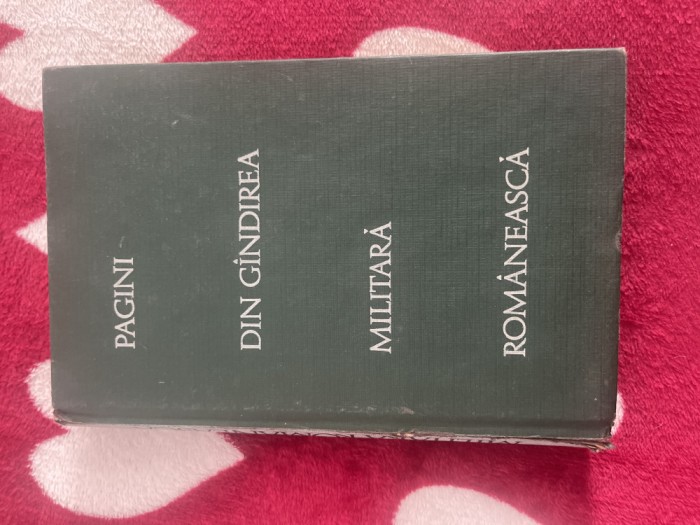 PAGINI
DIN GÎNDIREA
MILITARĂ
ROMÂNEASCĂ